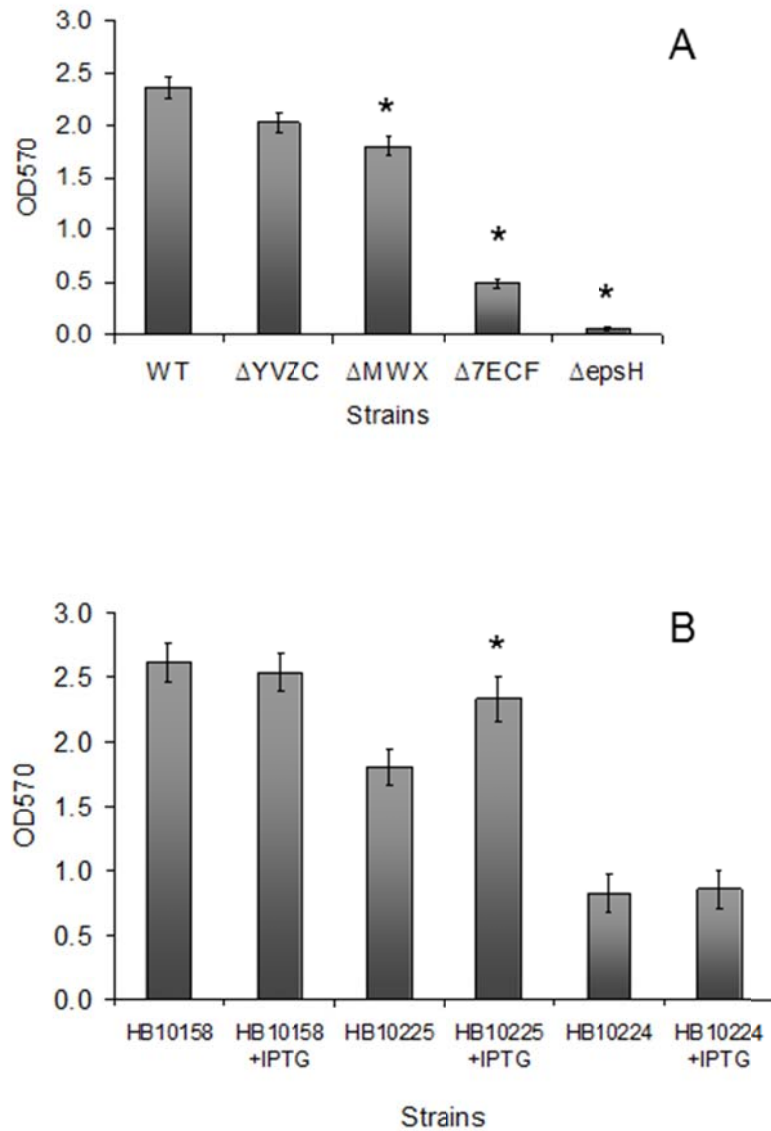 A
3.0
2.5
2.0
1.5
1.0
0.5
0.0
OD570
*
*
*
WT ΔYVZC ΔMWX Δ7ECF ΔepsH
Strains
B
3.0
2.5
2.0
1.5
1.0
0.5
0.0
OD570
*
HB10158 HB10158 +IPTG HB10225 HB10225 +IPTG HB10224 HB10224 +IPTG
Strains